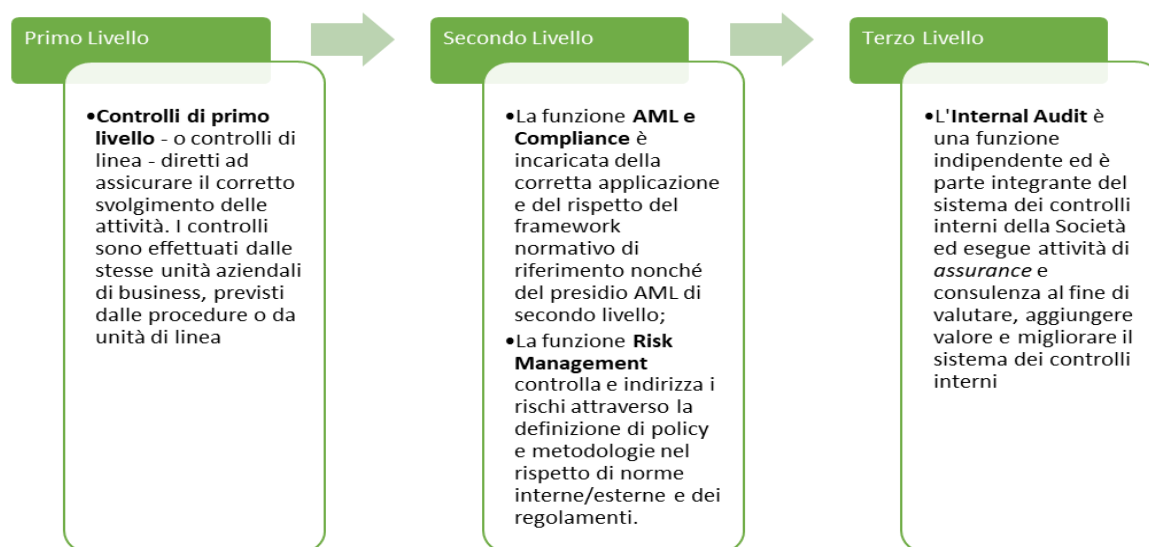 Primo Livello
•Controlli di primo
livello - o controlli di
linea - diretti ad
assicurare il corretto
svolgimento delle
attività. I controlli
sono effettuati dalle
stesse unità aziendali
di business, previsti
dalle procedure o da
unità di linea
Secondo Livello
•La funzione AML e
Compliance è
incaricata della
corretta applicazione
e del rispetto del
framework
normativo di
riferimento nonché
del presidio AML di
secondo livello;
•La funzione Risk
Management
controlla e indirizza i
rischi attraverso la
definizione di policy
e metodologie nel
rispetto di norme
interne/esterne e dei
regolamenti.
Terzo Livello
•L'Internal Audit è
una funzione
indipendente ed è
parte integrante del
sistema dei controlli
interni della Società
ed esegue attività di
assurance e
consulenza al fine di
valutare, aggiungere
valore e migliorare il
sistema dei controlli
interni